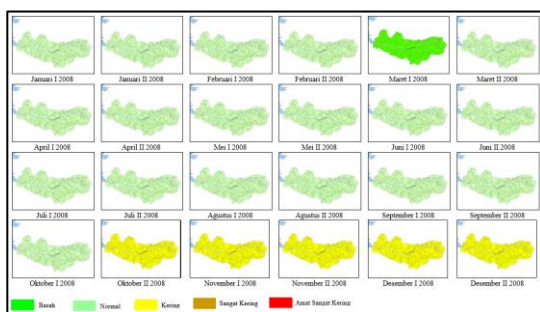 Januari I 2008 Januari II 2008 Februari I 2008 Februari II 2008 Maret I 2008 Maret II 2008
April I 2008 April II 2008 Mei I 2008 Mei II 2008 Juni I 2008 Juni II 2008
Juli I 2008 Juli II 2008 Agustus I 2008 Agustus II 2008 September I 2008 September II 2008
Oktober I 2008 Oktober II 2008 November I 2008 November II 2008 Desember I 2008 Desember II 2008
Basah Normal Kering Sangat Kering Amat Sangat Kering